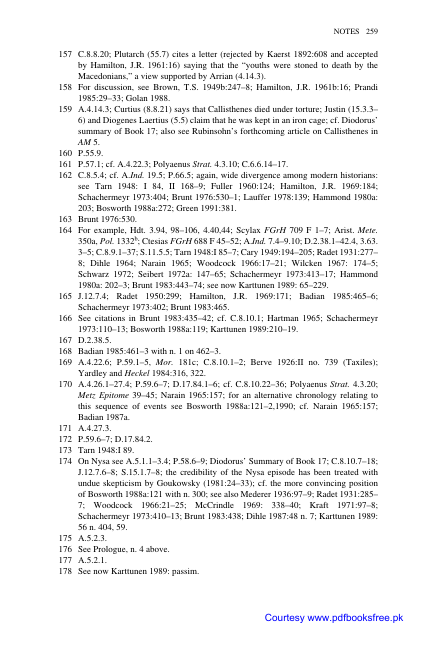 NOTES 259
157 C.8.8.20; Plutarch (55.7) cites a letter (rejected by Kaerst 1892:608 and accepted
by Hamilton, J.R. 1961:16) saying that the “youths were stoned to death by the
Macedonians,” a view supported by Arrian (4.14.3).
158 For discussion, see Brown, T.S. 1949b:247–8; Hamilton, J.R. 1961b:16; Prandi
1985:29–33; Golan 1988.
159 A.4.14.3; Curtius (8.8.21) says that Callisthenes died under torture; Justin (15.3.3–
6) and Diogenes Laertius (5.5) claim that he was kept in an iron cage; cf. Diodorus’
summary of Book 17; also see Rubinsohn’s forthcoming article on Callisthenes in
AM 5.
160 P.55.9.
161 P.57.1; cf. A.4.22.3; Polyaenus Strat. 4.3.10; C.6.6.14–17.
162 C.8.5.4; cf. A.Ind. 19.5; P.66.5; again, wide divergence among modern historians:
see Tarn 1948: I 84, II 168–9; Fuller 1960:124; Hamilton, J.R. 1969:184;
Schachermeyr 1973:404; Brunt 1976:530–1; Lauffer 1978:139; Hammond 1980a:
203; Bosworth 1988a:272; Green 1991:381.
163 Brunt 1976:530.
164 For example, Hdt. 3.94, 98–106, 4.40,44; Scylax FGrH 709 F 1–7; Arist. Mete.
350a, Pol. 1332ᵇ; Ctesias FGrH 688 F 45–52; A.Ind. 7.4–9.10; D.2.38.1–42.4, 3.63.
3–5; C.8.9.1–37; S.11.5.5; Tarn 1948:I 85–7; Cary 1949:194–205; Radet 1931:277–
8; Dihle 1964; Narain 1965; Woodcock 1966:17–21; Wilcken 1967: 174–5;
Schwarz 1972; Seibert 1972a: 147–65; Schachermeyr 1973:413–17; Hammond
1980a: 202–3; Brunt 1983:443–74; see now Karttunen 1989: 65–229.
165 J.12.7.4; Radet 1950:299; Hamilton, J.R. 1969:171; Badian 1985:465–6;
Schachermeyr 1973:402; Brunt 1983:465.
166 See citations in Brunt 1983:435–42; cf. C.8.10.1; Hartman 1965; Schachermeyr
1973:110–13; Bosworth 1988a:119; Karttunen 1989:210–19.
167 D.2.38.5.
168 Badian 1985:461–3 with n. 1 on 462–3.
169 A.4.22.6; P.59.1–5, Mor. 181c; C.8.10.1–2; Berve 1926:II no. 739 (Taxiles);
Yardley and Heckel 1984:316, 322.
170 A.4.26.1–27.4; P.59.6–7; D.17.84.1–6; cf. C.8.10.22–36; Polyaenus Strat. 4.3.20;
Metz Epitome 39–45; Narain 1965:157; for an alternative chronology relating to
this sequence of events see Bosworth 1988a:121–2,1990; cf. Narain 1965:157;
Badian 1987a.
171 A.4.27.3.
172 P.59.6–7; D.17.84.2.
173 Tarn 1948:I 89.
174 On Nysa see A.5.1.1–3.4; P.58.6–9; Diodorus’ Summary of Book 17; C.8.10.7–18;
J.12.7.6–8; S.15.1.7–8; the credibility of the Nysa episode has been treated with
undue skepticism by Goukowsky (1981:24–33); cf. the more convincing position
of Bosworth 1988a:121 with n. 300; see also Mederer 1936:97–9; Radet 1931:285–
7; Woodcock 1966:21–25; McCrindle 1969: 338–40; Kraft 1971:97–8;
Schachermeyr 1973:410–13; Brunt 1983:438; Dihle 1987:48 n. 7; Karttunen 1989:
56 n. 404, 59.
175 A.5.2.3.
176 See Prologue, n. 4 above.
177 A.5.2.1.
178 See now Karttunen 1989: passim.
Courtesy www.pdfbooksfree.pk